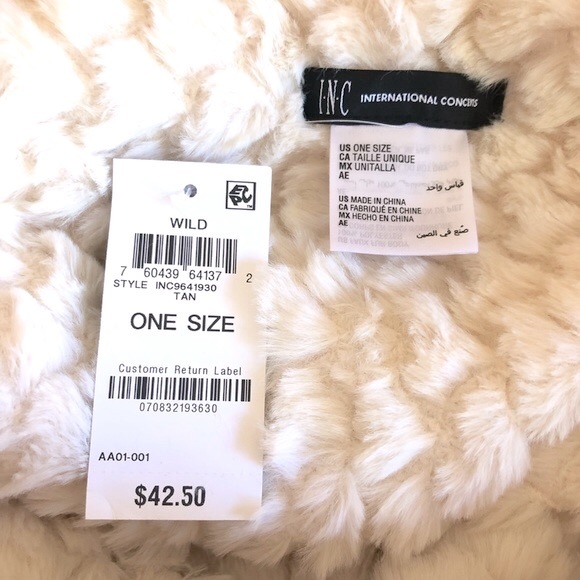 I·N·C INTERNATIONAL CONCEPTS
US ONE SIZE
CA TAILLE UNIQUE
MX UNITALLA
AE
قياس واحد
US MADE IN CHINA
CA FABRIQUÉ EN CHINE
MX HECHO EN CHINA
AE
صنع في الصين
WILD
7 60439 64137 2
STYLE INC9641930
TAN
ONE SIZE
Customer Return Label
070832193630
AA01-001
$42.50